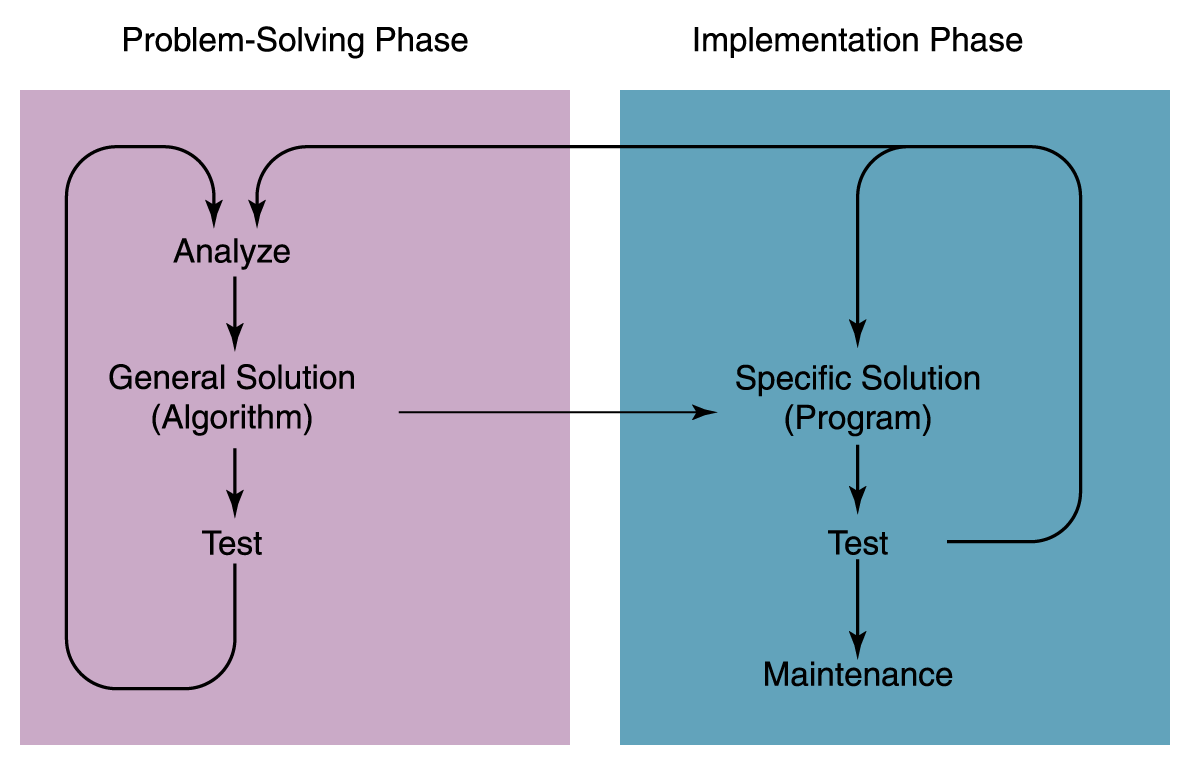 Problem-Solving Phase
Implementation Phase
Analyze
General Solution
(Algorithm)
Test
Specific Solution
(Program)
Test
Maintenance